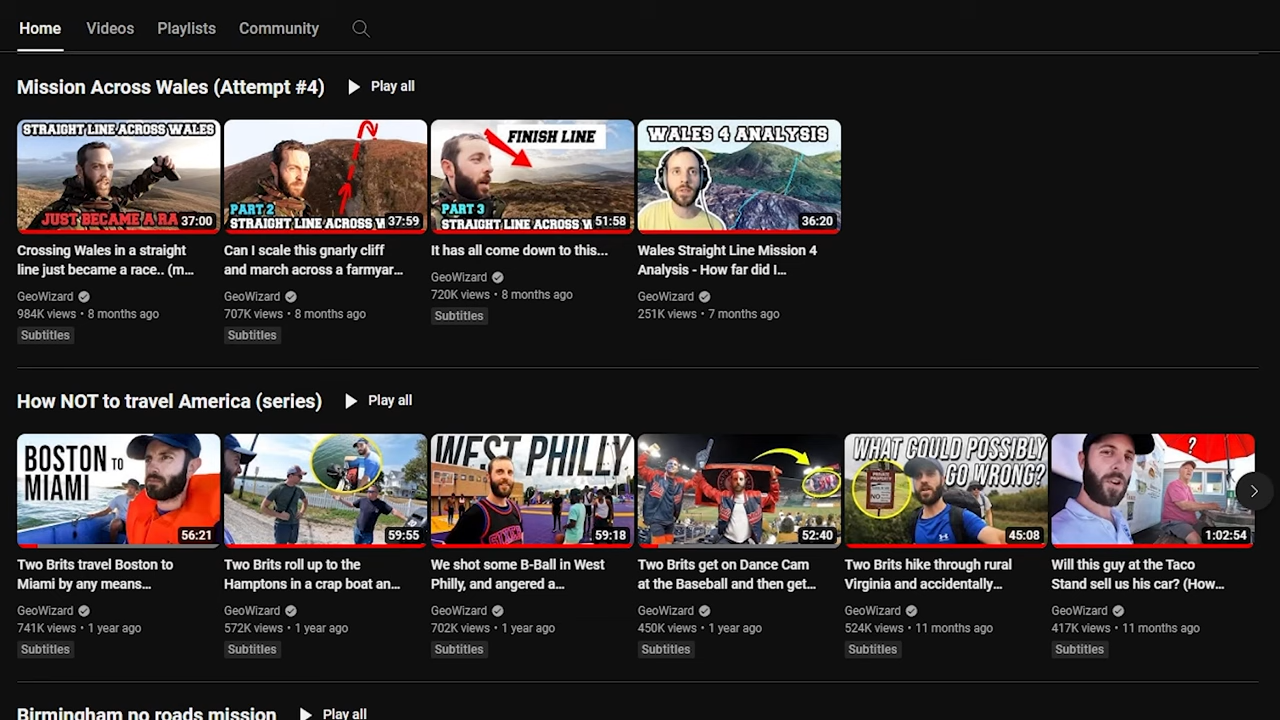 Home Videos Playlists Community
Mission Across Wales (Attempt #4) Play all
STRAIGHT LINE ACROSS WALES
JUST BECAME A RA 37:00
PART 2
STRAIGHT LINE ACROSS W 37:59
FINISH LINE
PART 3
STRAIGHT LINE ACROSS W 51:58
WALES 4 ANALYSIS
36:20
Crossing Wales in a straight
line just became a race.. (m...
GeoWizard
984K views • 8 months ago
Subtitles
Can I scale this gnarly cliff
and march across a farmyar...
GeoWizard
707K views • 8 months ago
Subtitles
It has all come down to this...
GeoWizard
720K views • 8 months ago
Subtitles
Wales Straight Line Mission 4
Analysis - How far did I...
GeoWizard
251K views • 7 months ago
How NOT to travel America (series) Play all
BOSTON TO
MIAMI
56:21
59:55
WEST PHILLY
59:18
52:40
WHAT COULD POSSIBLY
GO WRONG?
PRIVATE
PROPERTY
NO
45:08
?
1:02:54
Two Brits travel Boston to
Miami by any means...
GeoWizard
741K views • 1 year ago
Subtitles
Two Brits roll up to the
Hamptons in a crap boat an...
GeoWizard
572K views • 1 year ago
Subtitles
We shot some B-Ball in West
Philly, and angered a...
GeoWizard
702K views • 1 year ago
Subtitles
Two Brits get on Dance Cam
at the Baseball and then get...
GeoWizard
450K views • 1 year ago
Subtitles
Two Brits hike through rural
Virginia and accidentally...
GeoWizard
524K views • 11 months ago
Subtitles
Will this guy at the Taco
Stand sell us his car? (How...
GeoWizard
417K views • 11 months ago
Subtitles
Birmingham no roads mission Play all